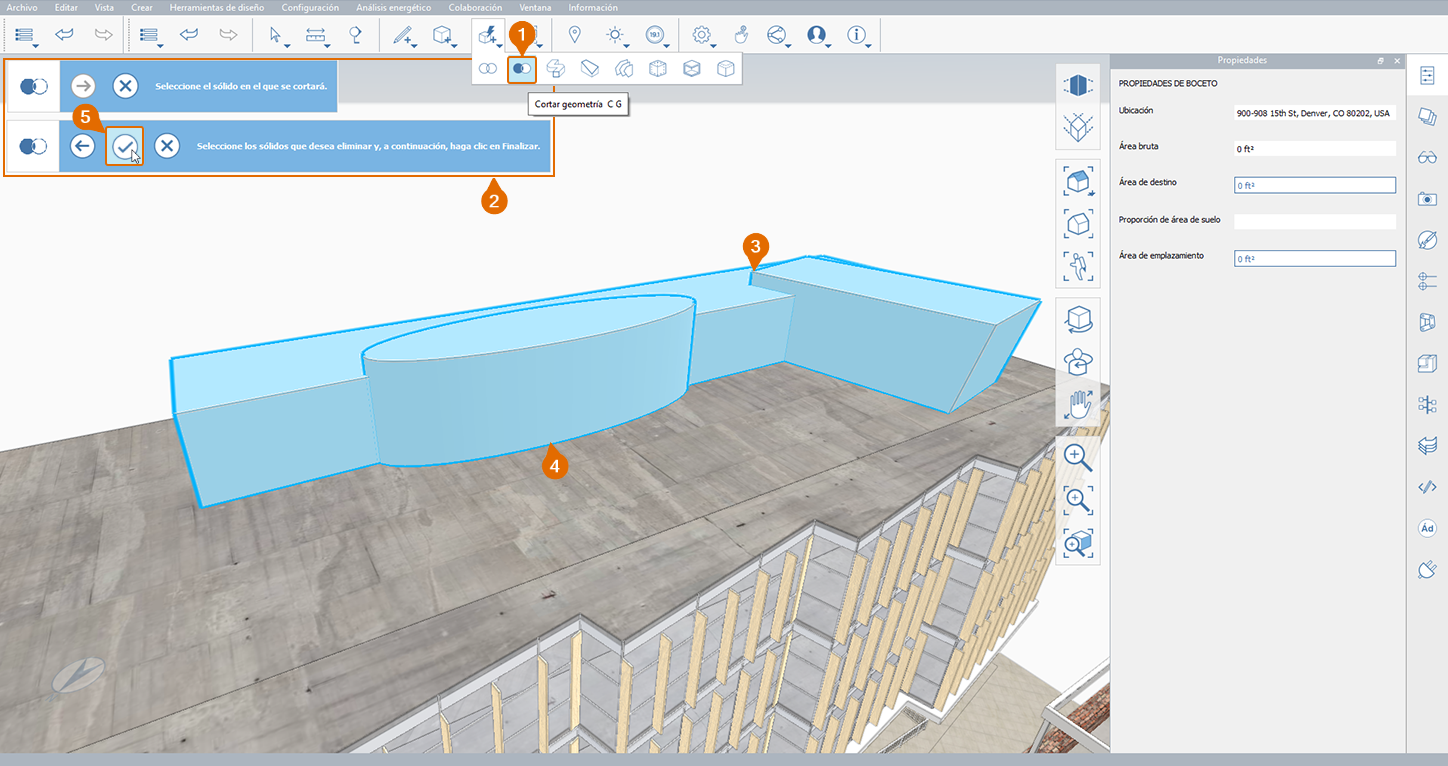 Archivo Editar Vista Crear Herramientas de diseño Configuración Análisis energético Colaboración Ventana Información
19.1
1
Seleccione el sólido en el que se cortará.
Cortar geometría C G
5
Seleccione los sólidos que desea eliminar y, a continuación, haga clic en Finalizar.
2
3
4
Propiedades
PROPIEDADES DE BOCETO
Ubicación 900-908 15th St, Denver, CO 80202, USA
Área bruta 0 ft²
Área de destino 0 ft²
Proporción de área de suelo
Área de emplazamiento 0 ft²
Ád